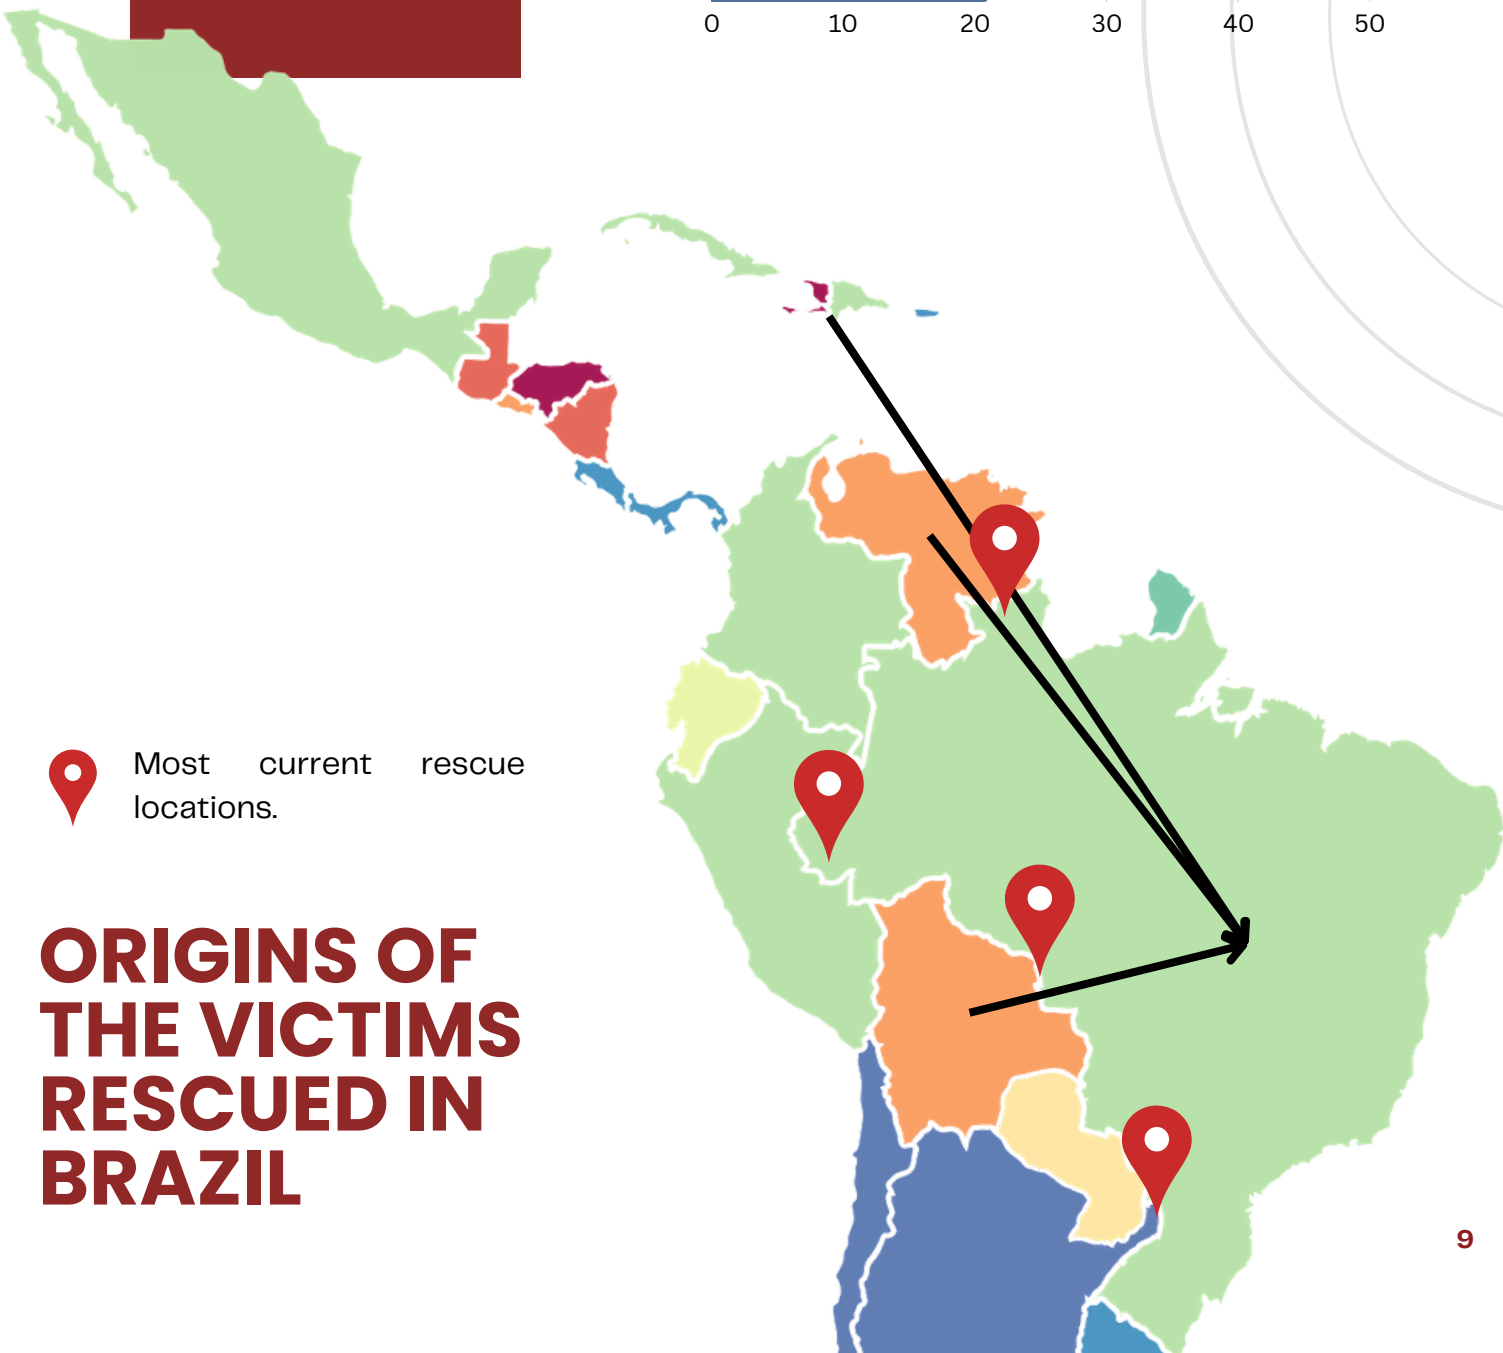 0 10 20 30 40 50
Most current rescue
locations.
ORIGINS OF
THE VICTIMS
RESCUED IN
BRAZIL
9